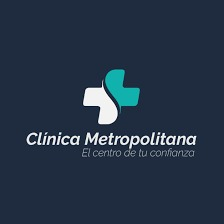 Clínica Metropolitana
El centro de tu confianza